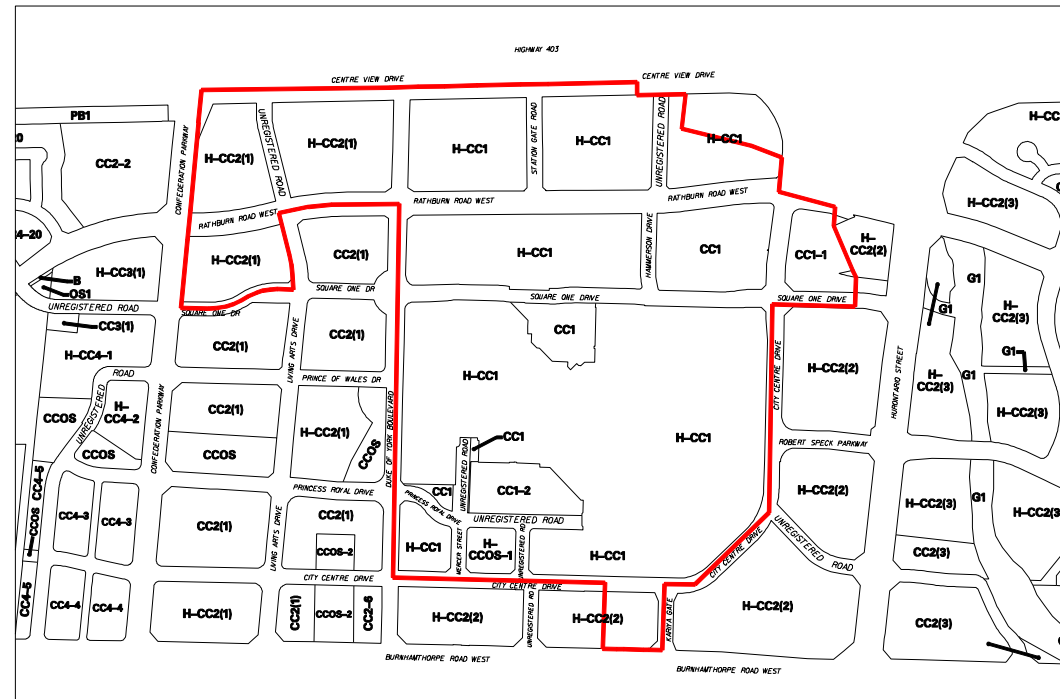 HIGHWAY 403
CENTRE VIEW DRIVE
CENTRE VIEW DRIVE
PB1
CC2-2
CONFEDERATION PARKWAY
H-CC2(1)
UNREGISTERED ROAD
H-CC2(1)
H-CC1
STATION GATE ROAD
H-CC1
UNREGISTERED ROAD
H-CC1
RATHBURN ROAD WEST
RATHBURN ROAD WEST
RATHBURN ROAD WEST
H-CC2(3)
4-20
H-CC3(1)
B
OS1
H-CC2(1)
CC2(1)
H-CC1
HAMMERSON DRIVE
CC1
CC1-1
H-
CC2(2)
G1
G1
H-
CC2(3)
UNREGISTERED ROAD
SQUARE ONE DR
SQUARE ONE DR
SQUARE ONE DRIVE
SQUARE ONE DRIVE
CC3(1)
H-CC4-1
CC2(1)
LIVING ARTS DRIVE
CC2(1)
CC1
H-CC1
CITY CENTRE DRIVE
H-CC2(2)
HURONTARIO STREET
H-
CC2(3)
G1
G1
H-CC2(3)
ROAD
UNREGISTERED
PRINCE OF WALES DR
CCOS
H-
CC4-2
CCOS
CONFEDERATION PARKWAY
CC2(1)
CCOS
H-CC2(1)
CCOS
DUKE OF YORK BOULEVARD
CC1
H-CC1
ROBERT SPECK PARKWAY
UNREGISTERED ROAD
PRINCESS ROYAL DRIVE
CC1
PRINCESS ROYAL DRIVE
CC1-2
UNREGISTERED ROAD
H-CC2(2)
H-CC2(3)
G1
H-CC2(3)
CC4-5
CCOS
CC4-3
CC4-3
CC2(1)
LIVING ARTS DRIVE
CC2(1)
CCOS-2
H-CC1
MERCER STREET
H-
CCOS-1
UNREGISTERED RD
H-CC1
CITY CENTRE DRIVE
UNREGISTERED ROAD
CC2(3)
CITY CENTRE DRIVE
CITY CENTRE DRIVE
CC4-5
CC4-4
CC4-4
H-CC2(1)
CC2(1)
CCOS-2
CC2-6
H-CC2(2)
UNREGISTERED RD
H-CC2(2)
KARIYA GATE
H-CC2(2)
CC2(3)
BURNHAMTHORPE ROAD WEST
BURNHAMTHORPE ROAD WEST